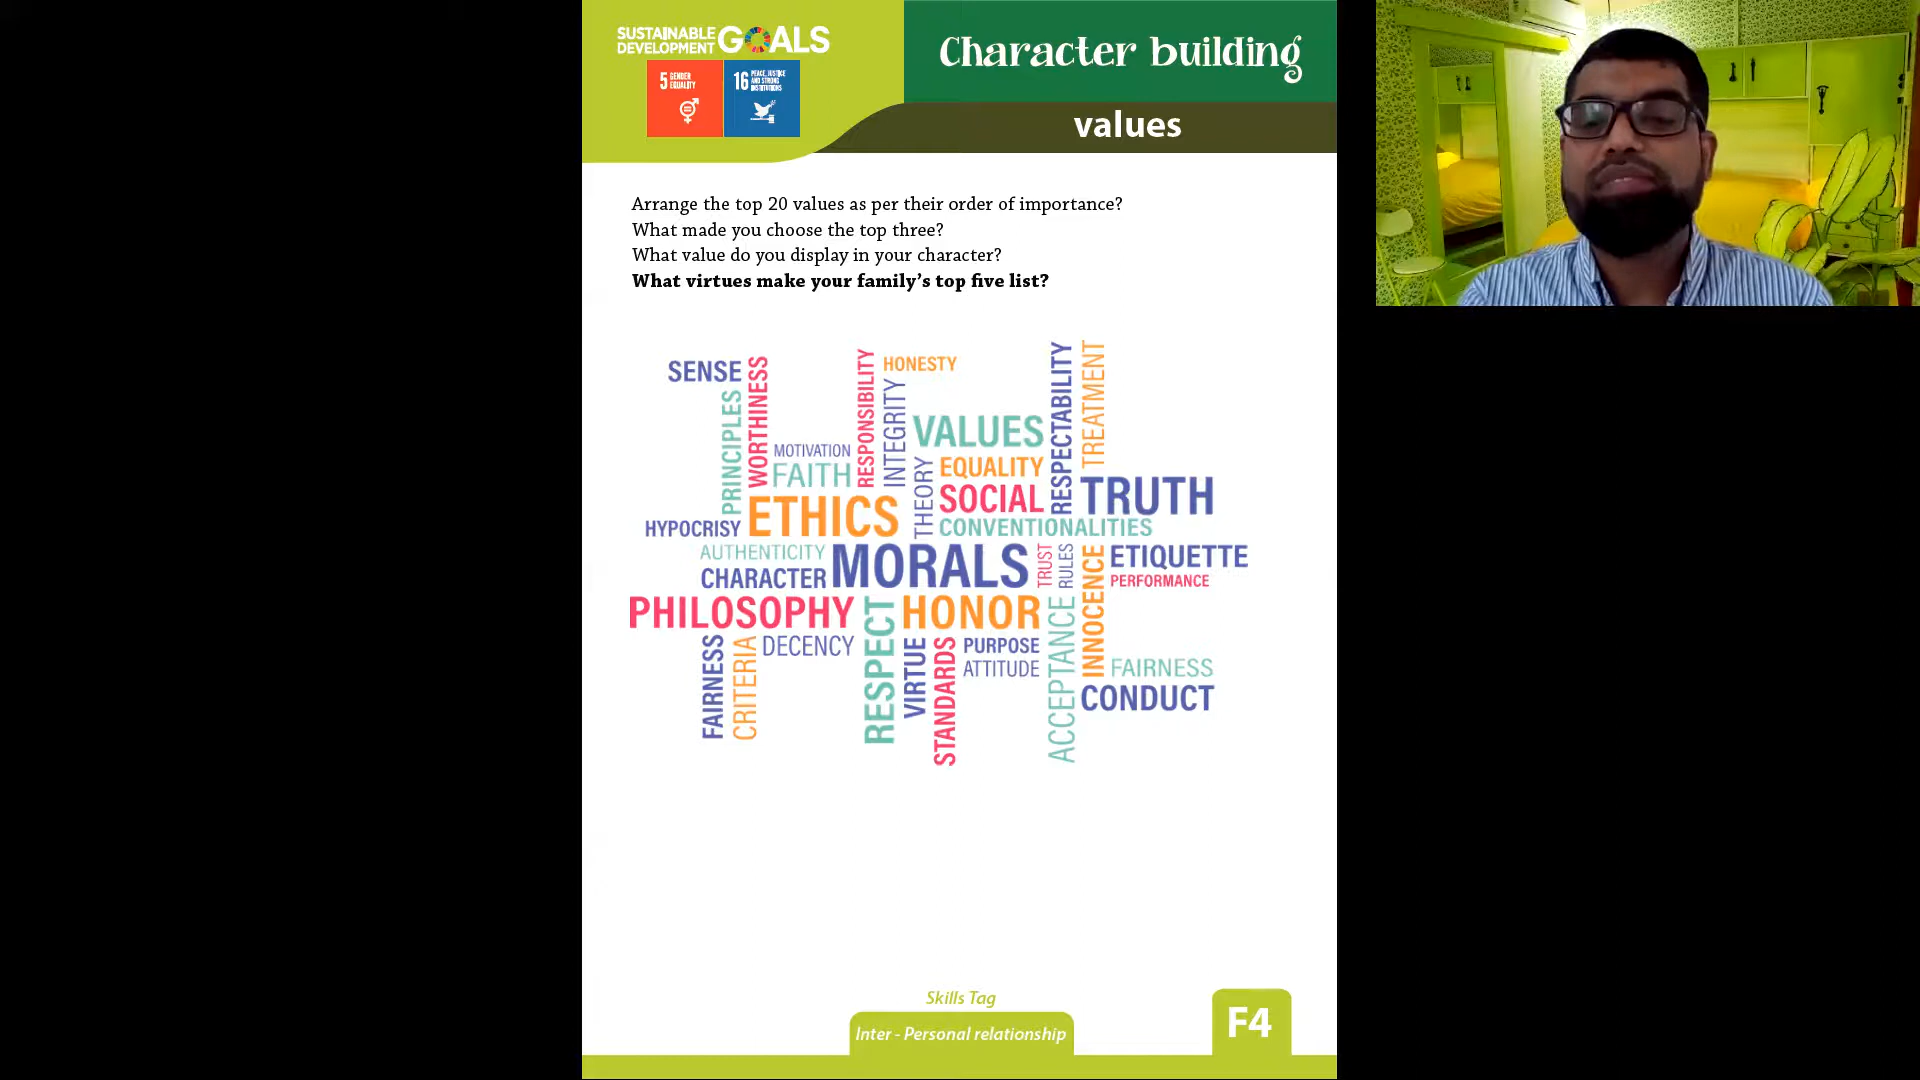 SUSTAINABLE DEVELOPMENT GOALS
5 GENDER EQUALITY
16 PEACE, JUSTICE AND STRONG INSTITUTIONS
Character building
values
Arrange the top 20 values as per their order of importance?
What made you choose the top three?
What value do you display in your character?
What virtues make your family's top five list?
SENSE
PRINCIPLES
WORTHINESS
MOTIVATION
FAITH
RESPONSIBILITY
HONESTY
INTEGRITY
VALUES
THEORY
EQUALITY
SOCIAL
RESPECTABILITY
TREATMENT
TRUTH
HYPOCRISY
ETHICS
CONVENTIONALITIES
AUTHENTICITY
CHARACTER
MORALS
TRUST
RULES
INNOCENCE
ETIQUETTE
PERFORMANCE
PHILOSOPHY
RESPECT
HONOR
ACCEPTANCE
FAIRNESS
CRITERIA
DECENCY
VIRTUE
STANDARDS
PURPOSE
ATTITUDE
FAIRNESS
CONDUCT
Skills Tag
Inter - Personal relationship
F4